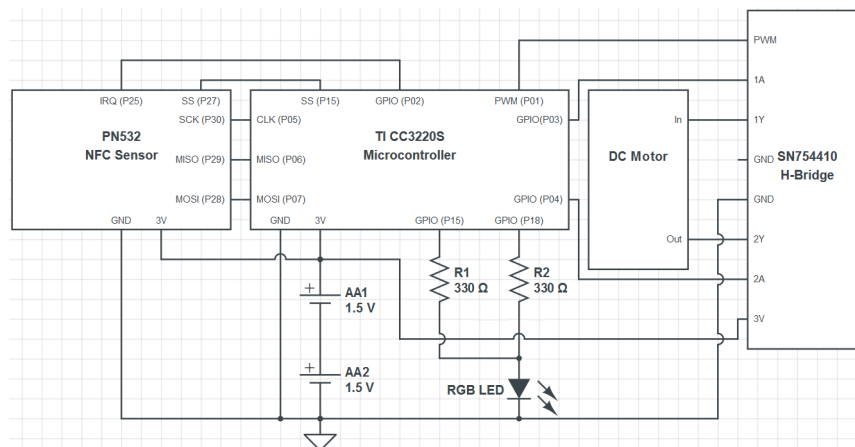 PWM
1A
IRQ (P25)
SS (P27)
SS (P15)
GPIO (P02)
PWM (P01)
SCK (P30)
CLK (P05)
GPIO(P03)
In
1Y
PN532
NFC Sensor
TI CC3220S
Microcontroller
DC Motor
SN754410
H-Bridge
MISO (P29)
MISO (P06)
GND
MOSI (P28)
MOSI (P07)
GPIO (P04)
GND
GND
3V
GND
3V
GPIO (P15)
GPIO (P18)
Out
2Y
R1
330 Ω
R2
330 Ω
2A
+
AA1
1.5 V
3V
+
AA2
1.5 V
RGB LED